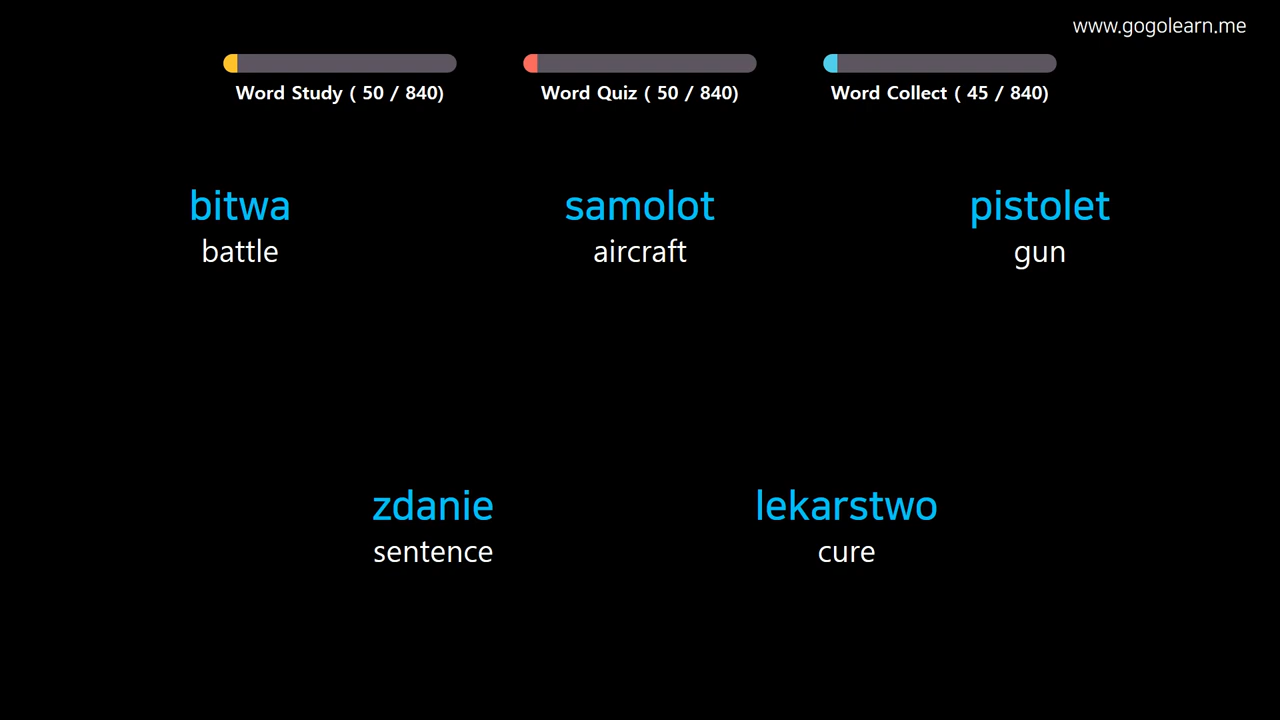 www.gogolearn.me
Word Study ( 50 / 840)
Word Quiz ( 50 / 840)
Word Collect ( 45 / 840)
bitwa
battle
samolot
aircraft
pistolet
gun
zdanie
sentence
lekarstwo
cure